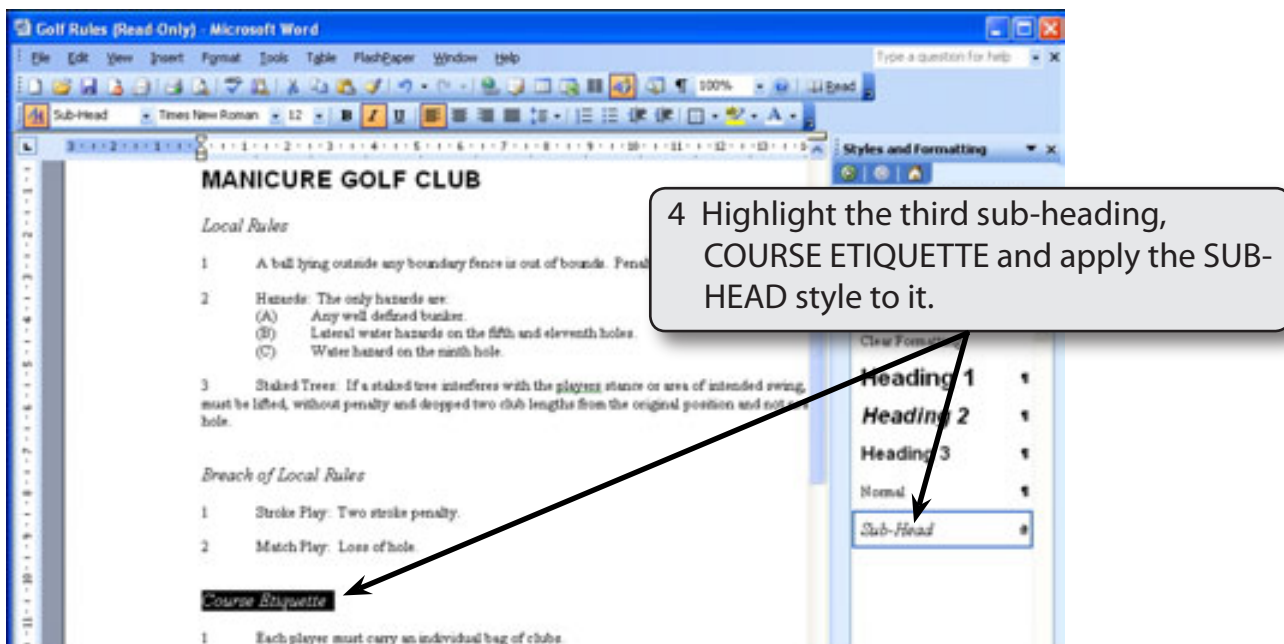 Golf Rules (Read Only) - Microsoft Word
File Edit View Insert Format Tools Table FlashPaper Window Help Type a question for help
100% Read
Sub-Head Times New Roman 12 B I U
Styles and Formatting
MANICURE GOLF CLUB
4 Highlight the third sub-heading,
COURSE ETIQUETTE and apply the SUB-
HEAD style to it.
Local Rules
1 A ball lying outside any boundary fence is out of bounds.
2 Hazards: The only hazards are:
(A) Any well defined bunker.
(B) Lateral water hazards on the fifth and eleventh holes.
(C) Water hazard on the ninth hole.
Clear Formatting
Heading 1
3 Staked Trees: If a staked tree interferes with the players stance or area of intended swing,
must be lifted, without penalty and dropped two club lengths from the original position and not
hole.
Heading 2
Heading 3
Breach of Local Rules
Normal
1 Stroke Play: Two stroke penalty.
Sub-Head
2 Match Play: Loss of hole.
Course Etiquette
1 Each player must carry an individual bag of clubs.